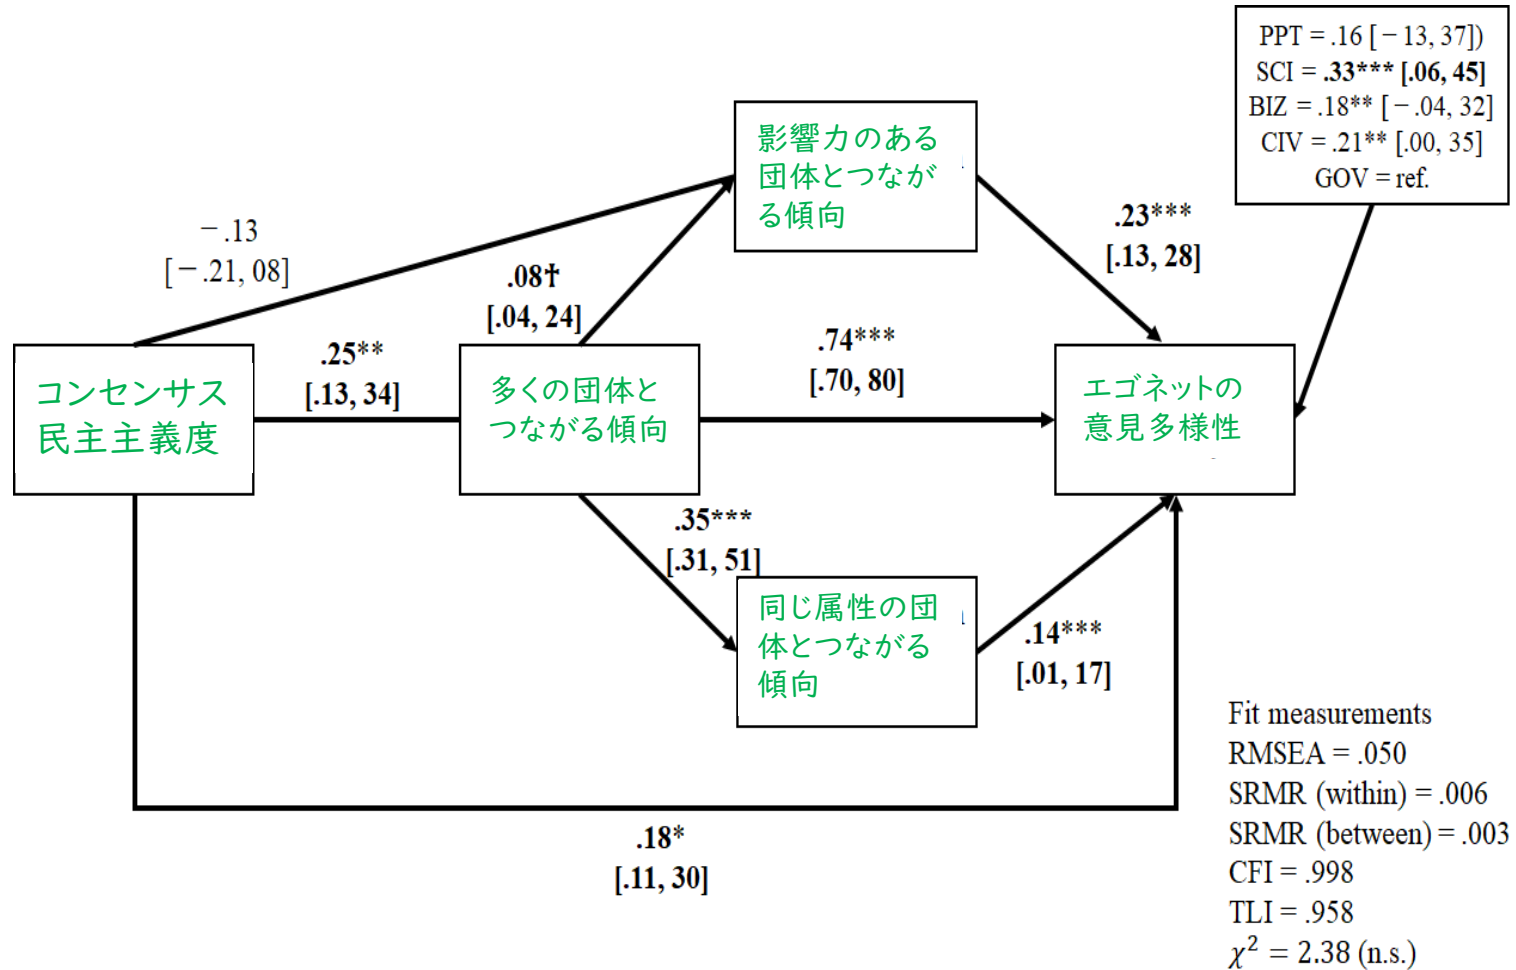 PPT = .16 [－13, 37])
SCI = .33*** [.06, 45]
BIZ = .18** [－.04, 32]
CIV = .21** [.00, 35]
GOV = ref.
影響力のある
団体とつなが
る傾向
－.13
[－.21, 08]
.08†
[.04, 24]
.23***
[.13, 28]
.25**
[.13, 34]
.74***
[.70, 80]
コンセンサス
民主主義度
多くの団体と
つながる傾向
エゴネットの
意見多様性
.35***
[.31, 51]
同じ属性の団
体とつながる
傾向
.14***
[.01, 17]
.18*
[.11, 30]
Fit measurements
RMSEA = .050
SRMR (within) = .006
SRMR (between) = .003
CFI = .998
TLI = .958
χ² = 2.38 (n.s.)